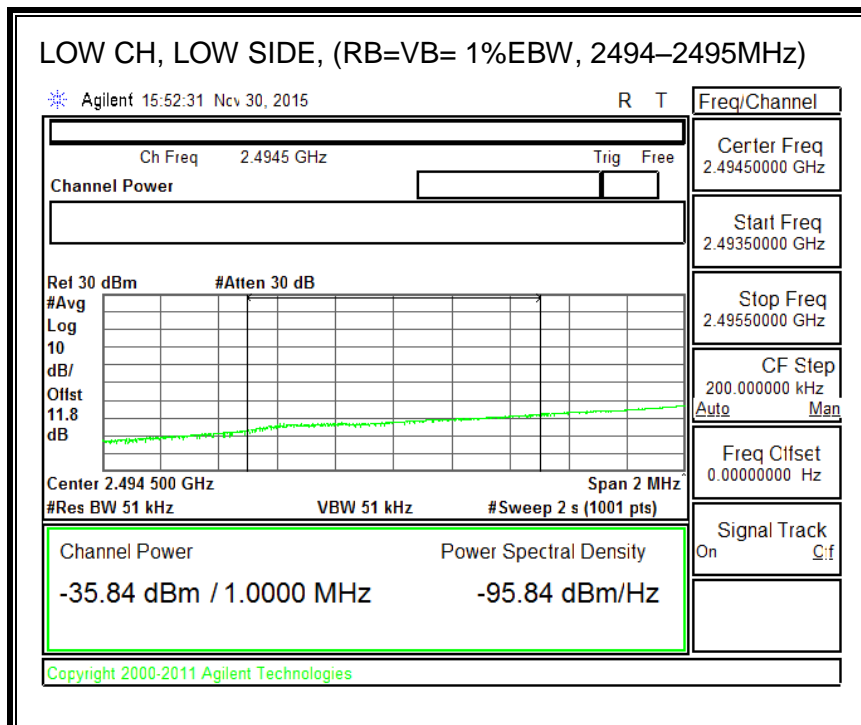 LOW CH, LOW SIDE, (RB=VB= 1%EBW, 2494–2495MHz)
Agilent 15:52:31 Nov 30, 2015 R T
Freq/Channel
Ch Freq 2.4945 GHz Trig Free
Channel Power
Center Freq
2.49450000 GHz
Start Freq
2.49350000 GHz
Stop Freq
2.49550000 GHz
CF Step
200.000000 kHz
Auto Man
Freq Offset
0.00000000 Hz
Signal Track
On Off
Ref 30 dBm #Atten 30 dB
#Avg
Log
10
dB/
Offst
11.8
dB
Center 2.494 500 GHz Span 2 MHz
#Res BW 51 kHz VBW 51 kHz #Sweep 2 s (1001 pts)
Channel Power Power Spectral Density
-35.84 dBm / 1.0000 MHz -95.84 dBm/Hz
Copyright 2000-2011 Agilent Technologies